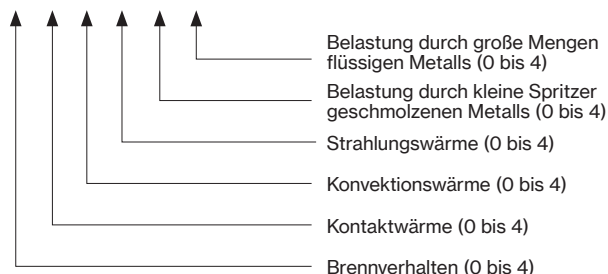 Belastung durch große Mengen
flüssigen Metalls (0 bis 4)
Belastung durch kleine Spritzer
geschmolzenen Metalls (0 bis 4)
Strahlungswärme (0 bis 4)
Konvektionswärme (0 bis 4)
Kontaktwärme (0 bis 4)
Brennverhalten (0 bis 4)